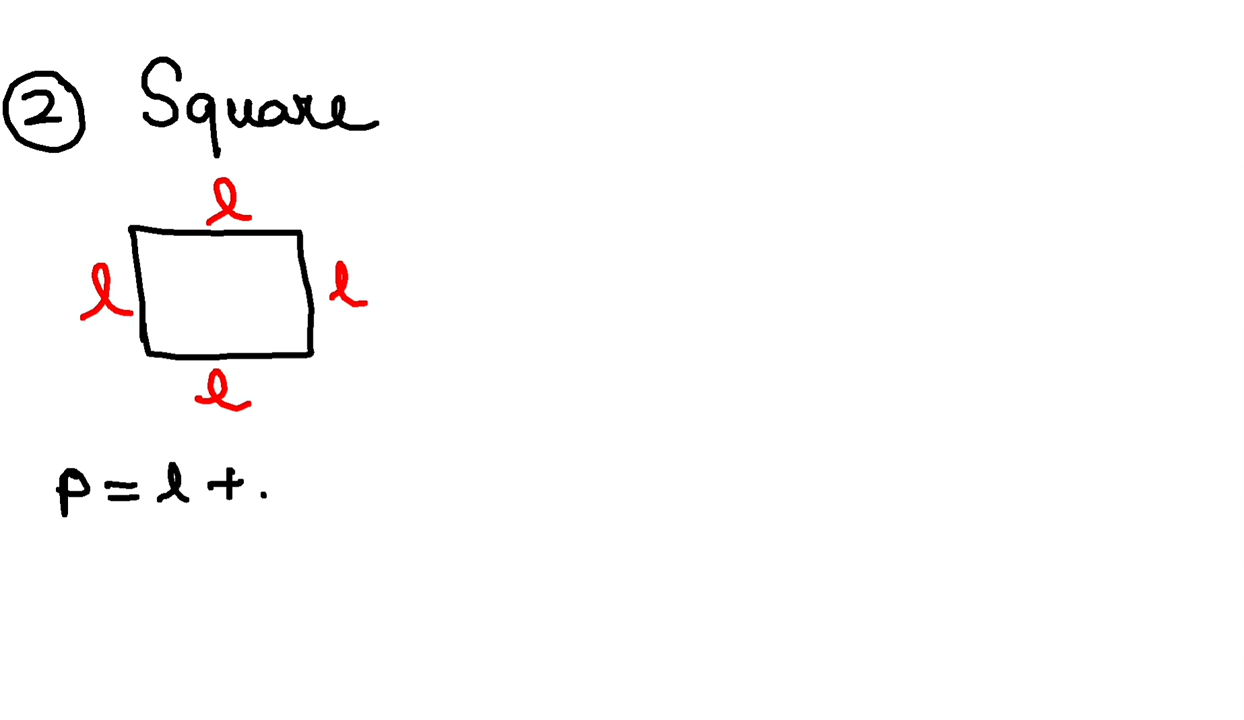 ② Square
l
l
l
l
P = l + .